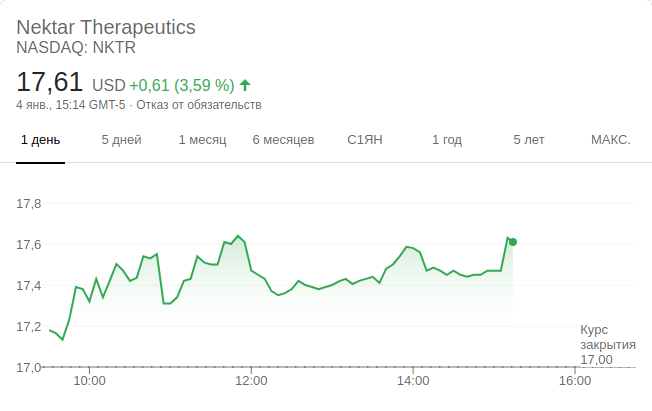 Nektar Therapeutics
NASDAQ: NKTR
17,61 USD +0,61 (3,59 %)
4 янв., 15:14 GMT-5 · Отказ от обязательств
1 день 5 дней 1 месяц 6 месяцев С1ЯН 1 год 5 лет МАКС.
17,8
17,6
17,4
17,2
Курс
закрытия
17,00
17,0
10:00 12:00 14:00 16:00